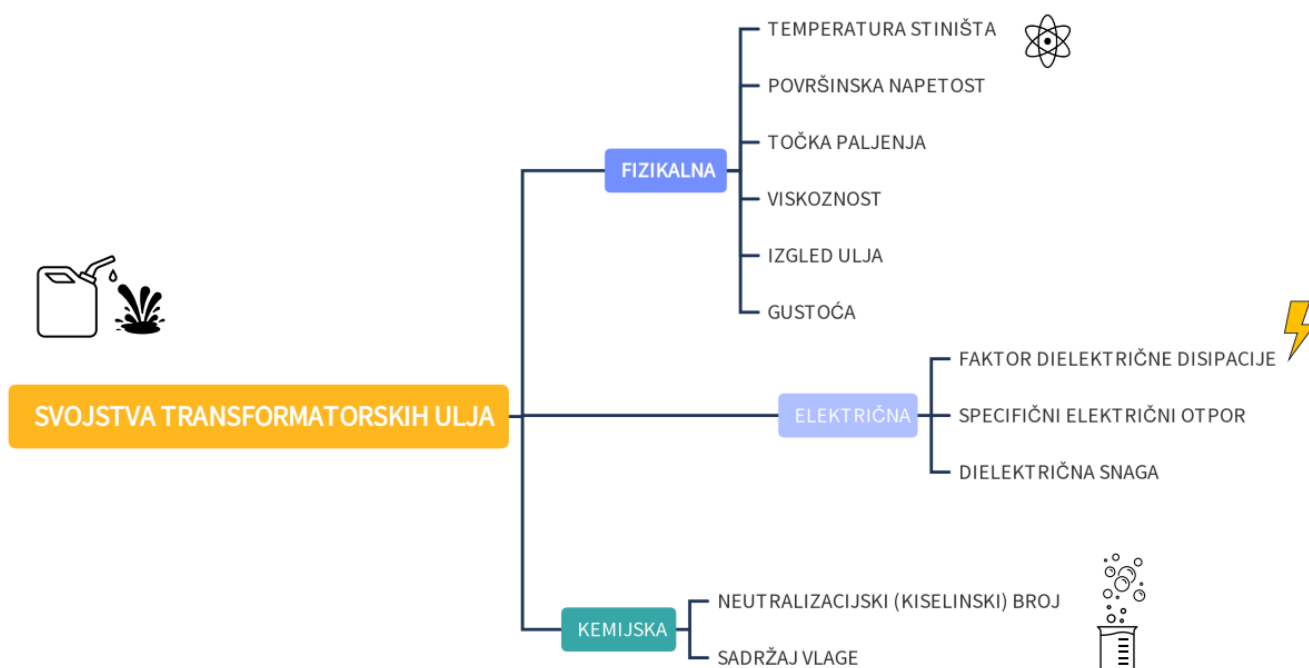 TEMPERATURA STINIŠTA
POVRŠINSKA NAPETOST
TOČKA PALJENJA
FIZIKALNA
VISKOZNOST
IZGLED ULJA
GUSTOĆA
FAKTOR DIELEKTRIČNE DISIPACIJE
SVOJSTVA TRANSFORMATORSKIH ULJA
ELEKTRIČNA
SPECIFIČNI ELEKTRIČNI OTPOR
DIELEKTRIČNA SNAGA
NEUTRALIZACIJSKI (KISELINSKI) BROJ
KEMIJSKA
SADRŽAJ VLAGE